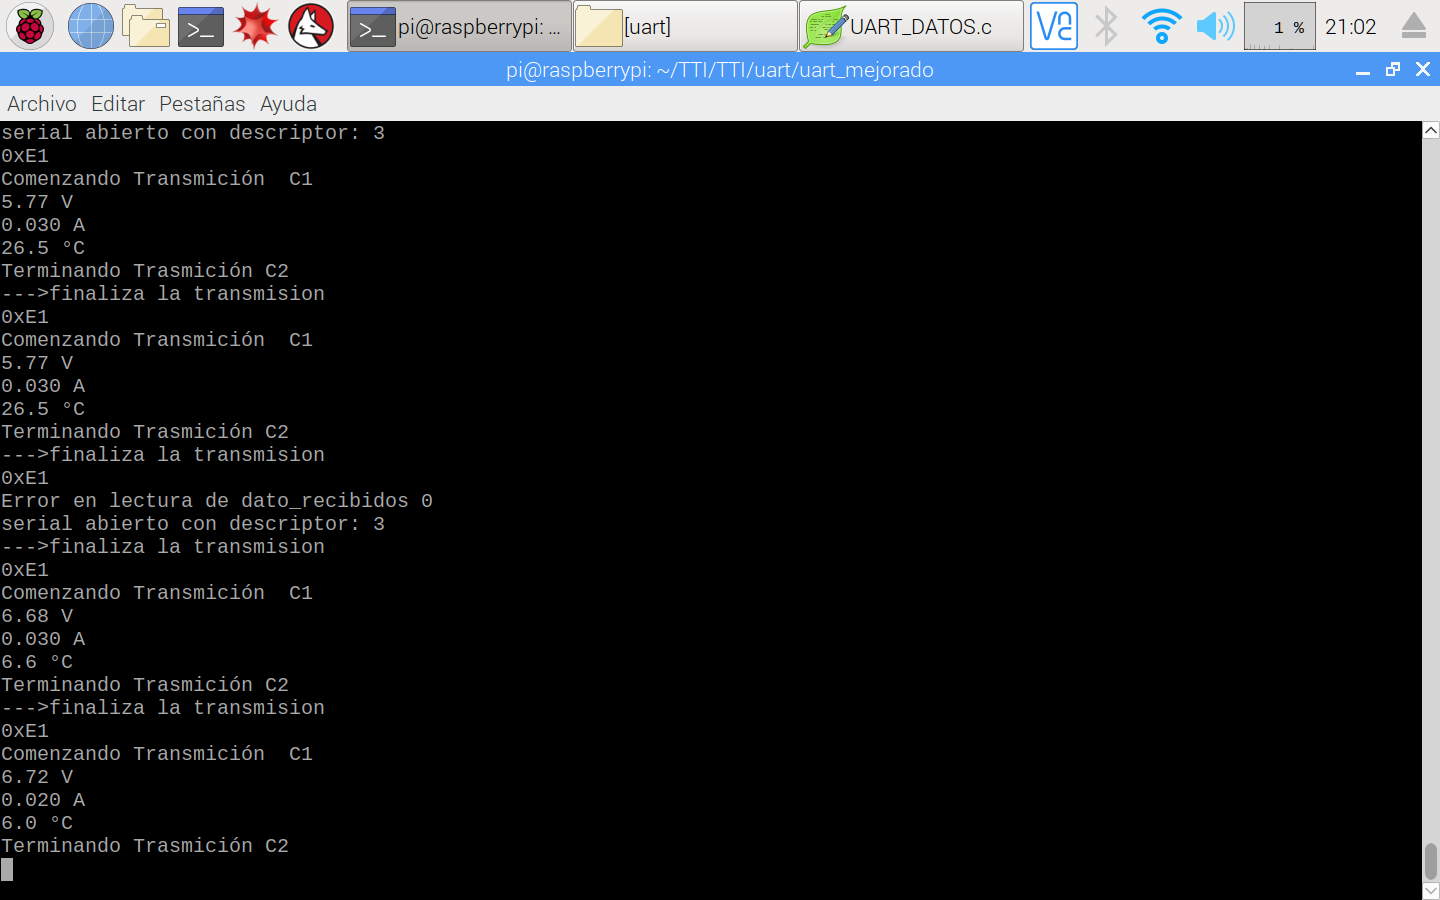 pi@raspberrypi: ... [uart] UART_DATOS.c 1 % 21:02
pi@raspberrypi: ~/TTI/TTI/uart/uart_mejorado
Archivo Editar Pestañas Ayuda
serial abierto con descriptor: 3
0xE1
Comenzando Transmición  C1
5.77 V
0.030 A
26.5 °C
Terminando Trasmición C2
--->finaliza la transmision
0xE1
Comenzando Transmición  C1
5.77 V
0.030 A
26.5 °C
Terminando Trasmición C2
--->finaliza la transmision
0xE1
Error en lectura de dato_recibidos 0
serial abierto con descriptor: 3
--->finaliza la transmision
0xE1
Comenzando Transmición  C1
6.68 V
0.030 A
6.6 °C
Terminando Trasmición C2
--->finaliza la transmision
0xE1
Comenzando Transmición  C1
6.72 V
0.020 A
6.0 °C
Terminando Trasmición C2